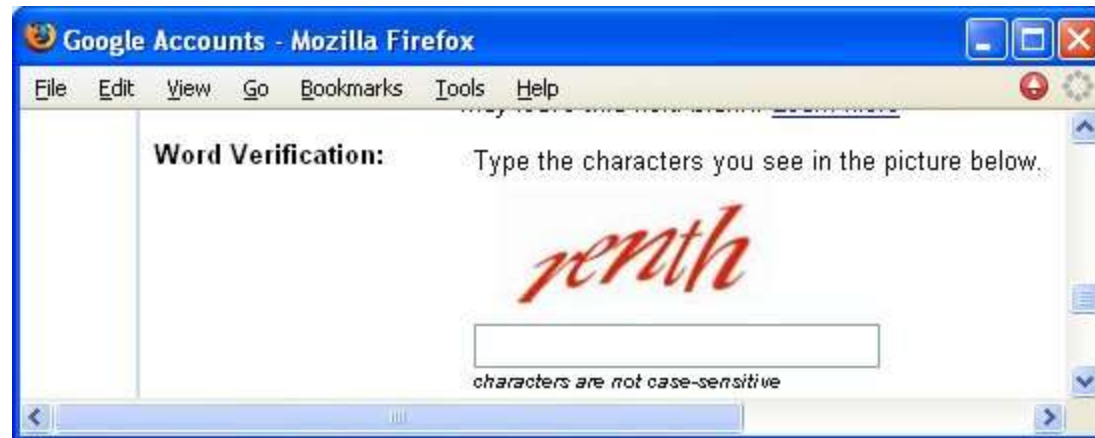 Google Accounts - Mozilla Firefox
File Edit View Go Bookmarks Tools Help
Word Verification: Type the characters you see in the picture below.
renth
characters are not case-sensitive